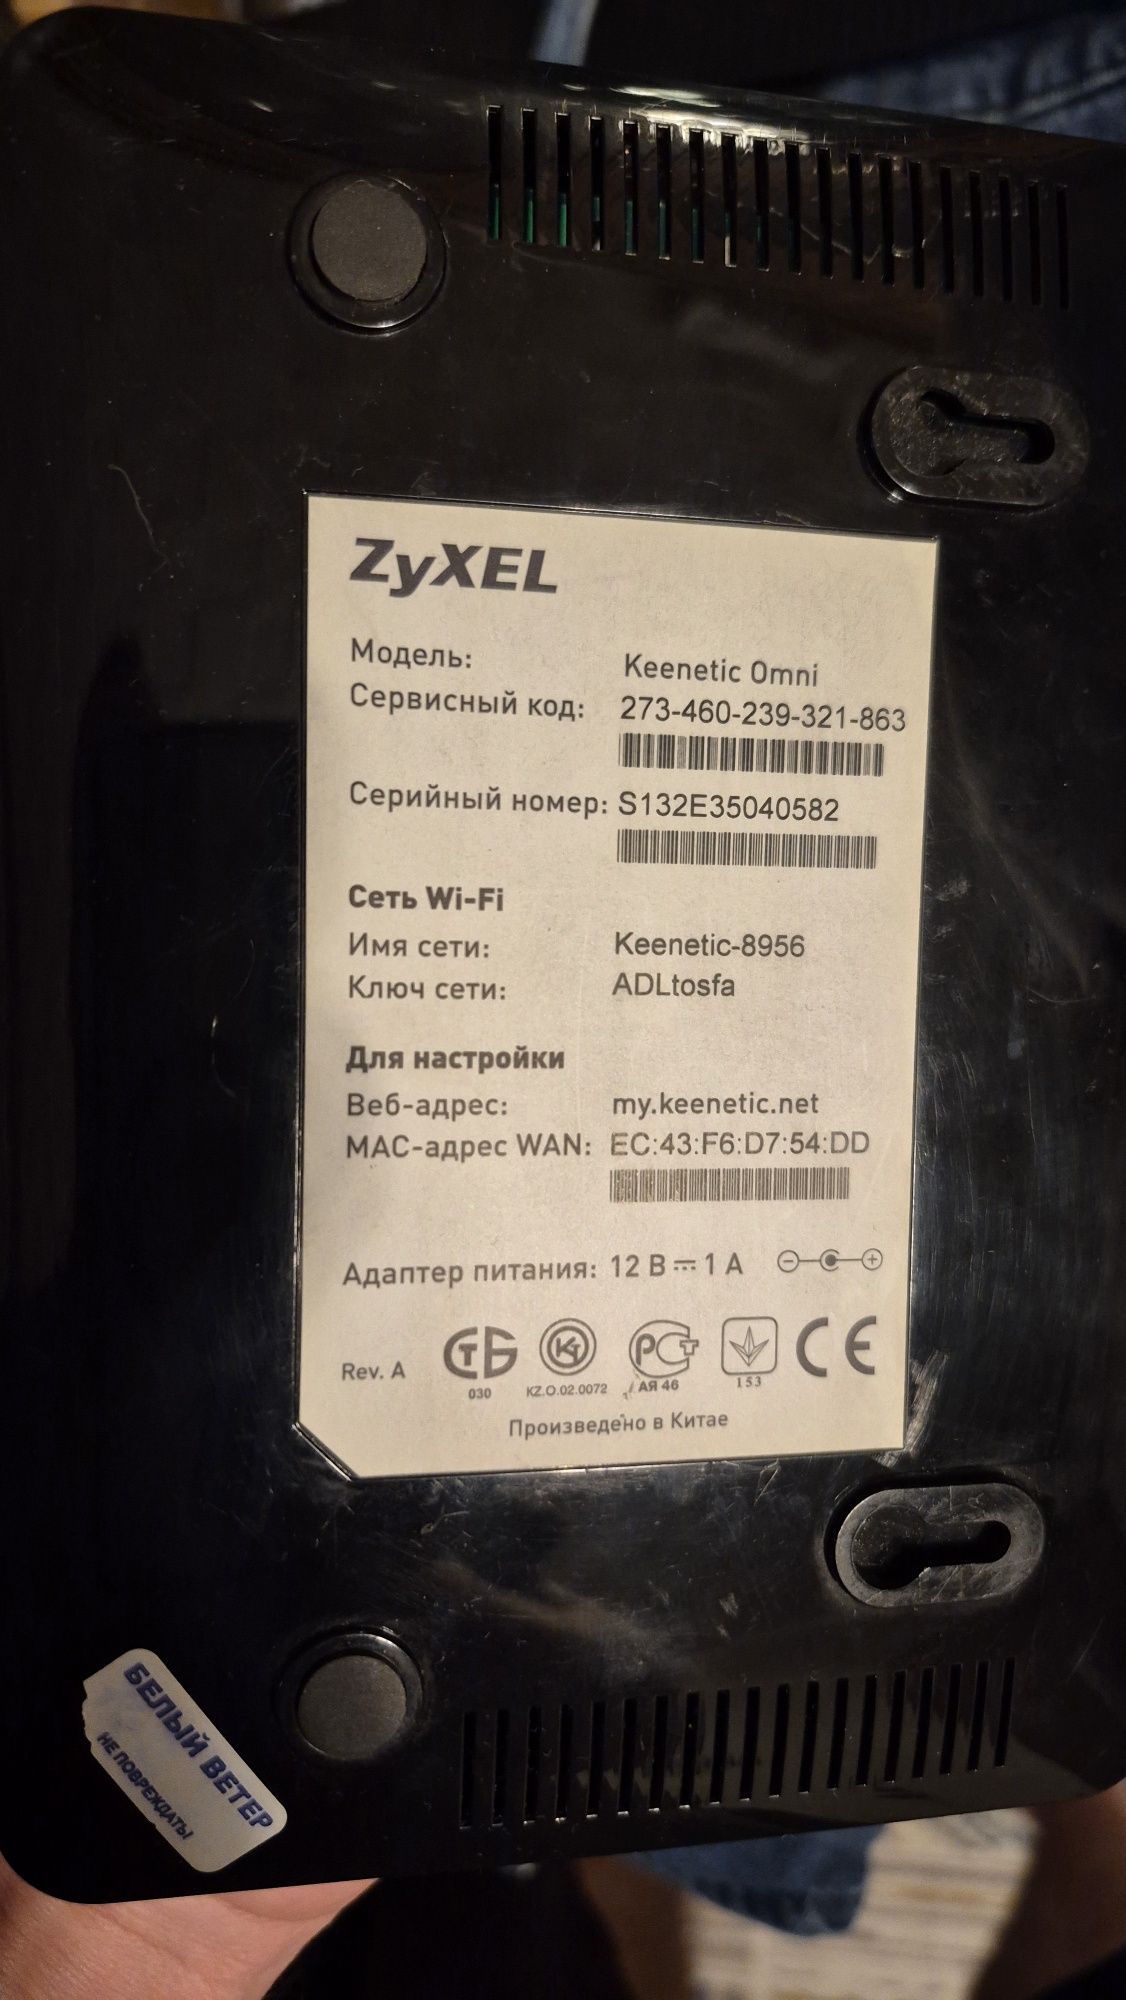 ZyXEL
Модель: Keenetic Omni
Сервисный код: 273-460-239-321-863
Серийный номер: S132E35040582
Сеть Wi-Fi
Имя сети: Keenetic-8956
Ключ сети: ADLtosfa
Для настройки
Веб-адрес: my.keenetic.net
MAC-адрес WAN: EC:43:F6:D7:54:DD
Адаптер питания: 12 В ⎓ 1 А
Rev. A
СТБ KT РСТ CE
030 KZ.O.02.0072 АЯ 46 153
Произведено в Китае
БЕЛЫЙ ВЕТЕР
НЕ ПОВРЕЖДАТЬ!